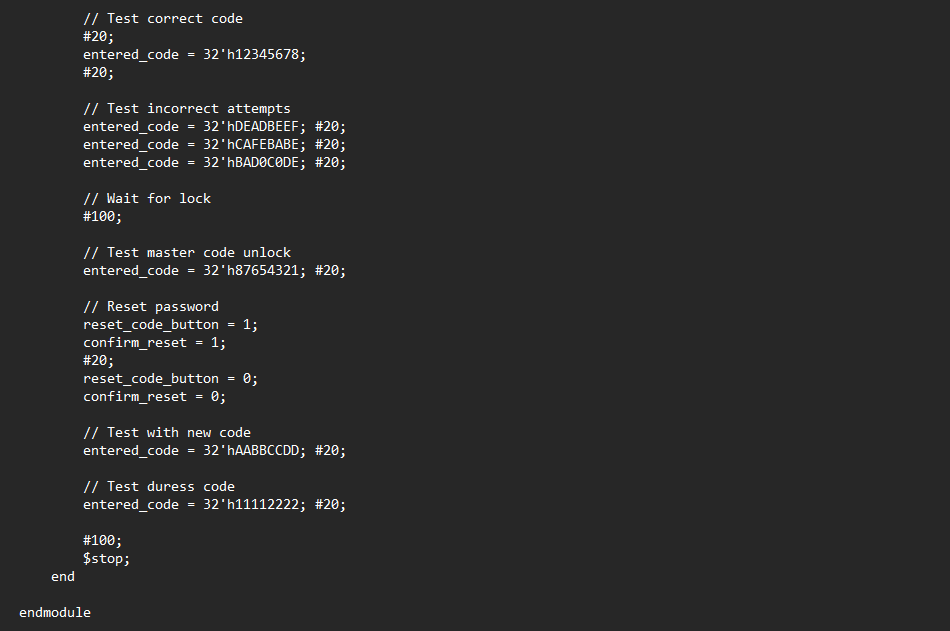 // Test correct code
#20;
entered_code = 32'h12345678;
#20;
// Test incorrect attempts
entered_code = 32'hDEADBEEF; #20;
entered_code = 32'hCAFEBABE; #20;
entered_code = 32'hBAD0C0DE; #20;
// Wait for lock
#100;
// Test master code unlock
entered_code = 32'h87654321; #20;
// Reset password
reset_code_button = 1;
confirm_reset = 1;
#20;
reset_code_button = 0;
confirm_reset = 0;
// Test with new code
entered_code = 32'hAABBCCDD; #20;
// Test duress code
entered_code = 32'h11112222; #20;
#100;
$stop;
end
endmodule